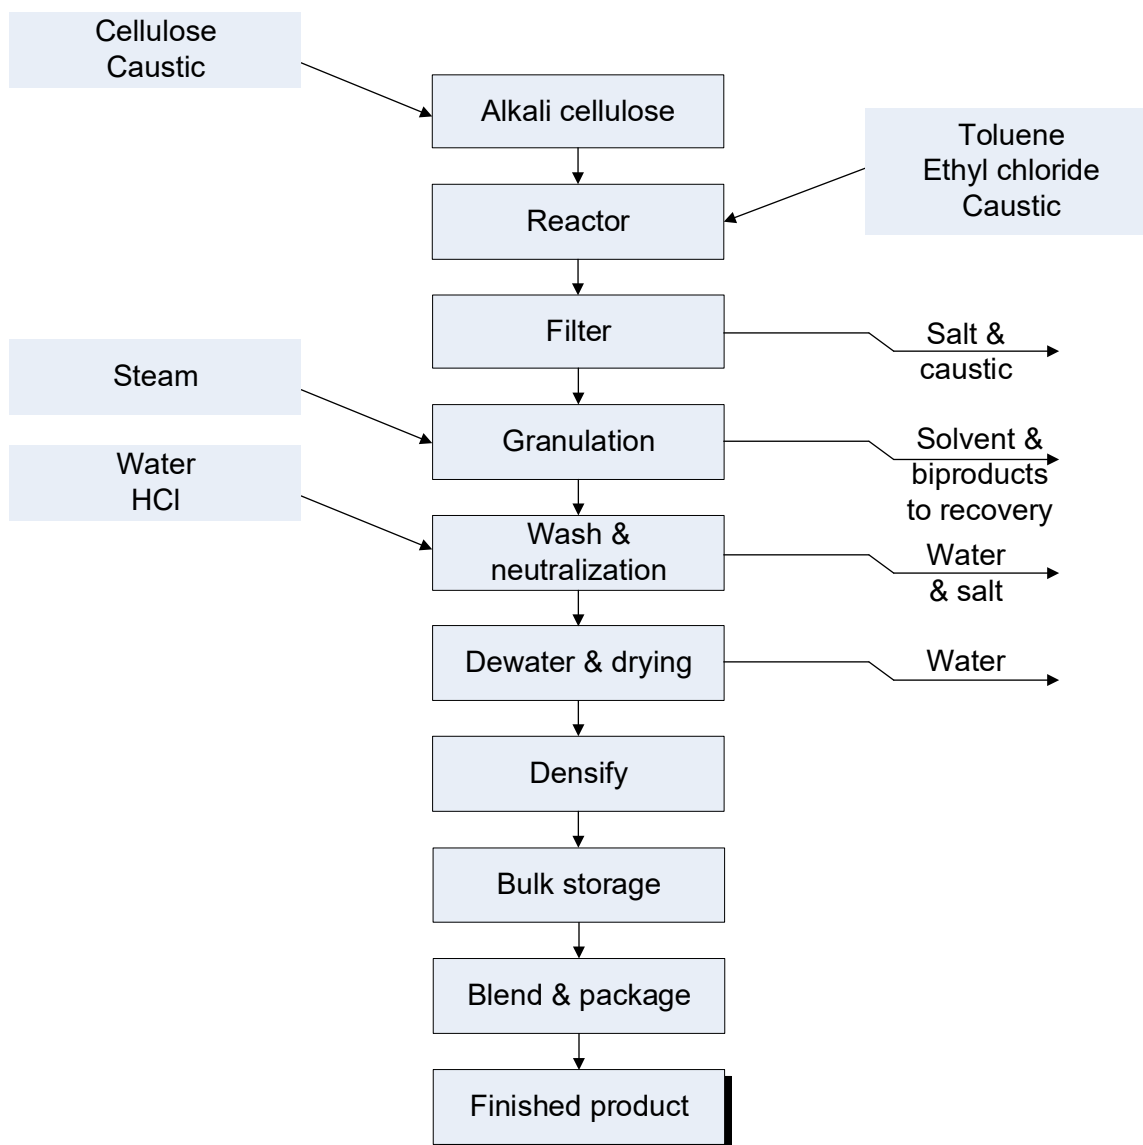 Cellulose
Caustic
Alkali cellulose
Toluene
Ethyl chloride
Caustic
Reactor
Filter
Salt &
caustic
Steam
Granulation
Solvent &
biproducts
to recovery
Water
HCl
Wash &
neutralization
Water
& salt
Dewater & drying
Water
Densify
Bulk storage
Blend & package
Finished product